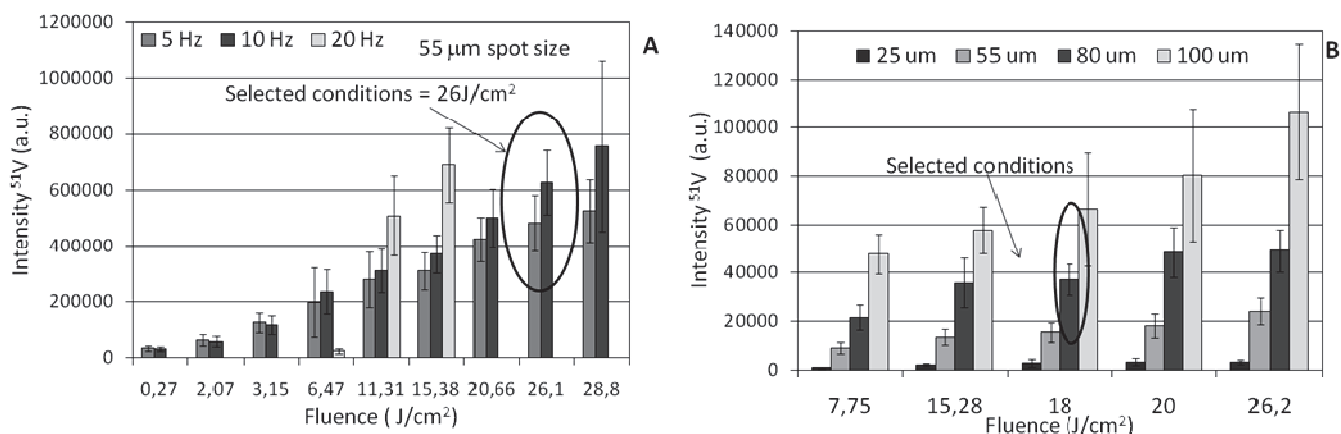 1200000
1000000
800000
600000
400000
200000
0
Intensity ⁵¹V (a.u.)
5 Hz 10 Hz 20 Hz
A
55 µm spot size
Selected conditions = 26J/cm²
0,27 2,07 3,15 6,47 11,31 15,38 20,66 26,1 28,8
Fluence ( J/cm²)
140000
120000
100000
80000
60000
40000
20000
0
Intensity ⁵¹V (a.u.)
25 um 55 um 80 um 100 um
B
Selected conditions
7,75 15,28 18 20 26,2
Fluence (J/cm²)